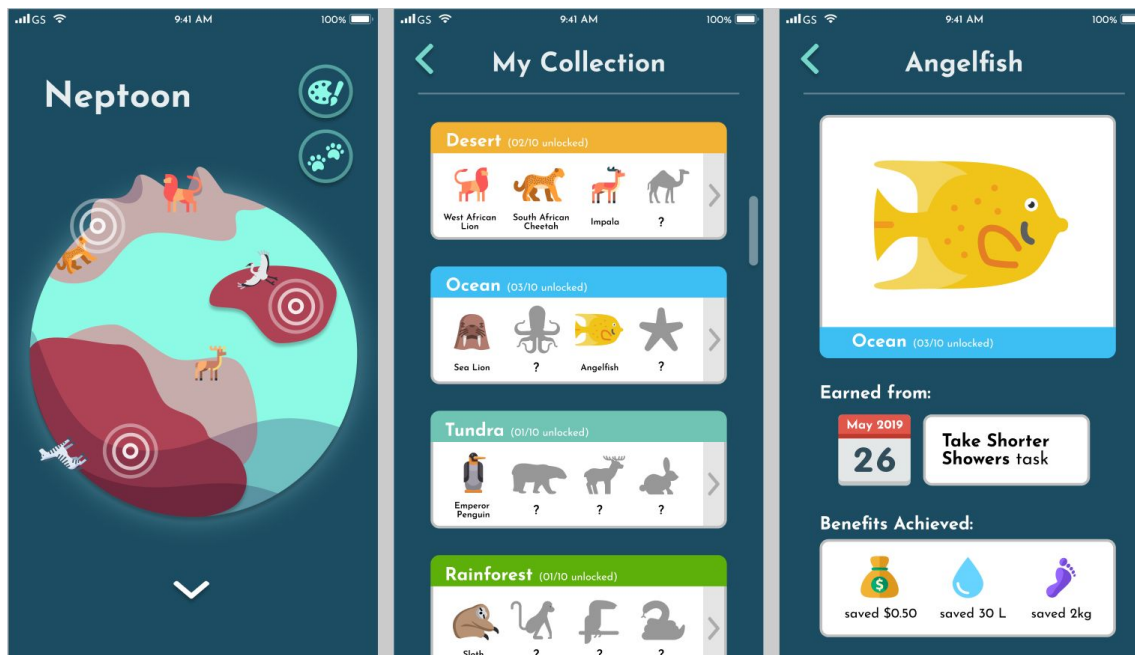 GS 9:41 AM 100%
Neptoon
GS 9:41 AM 100%
My Collection
Desert (02/10 unlocked)
West African
Lion
South African
Cheetah
Impala
?
Ocean (03/10 unlocked)
Sea Lion
?
Angelfish
?
Tundra (01/10 unlocked)
Emperor
Penguin
?
?
?
Rainforest (01/10 unlocked)
Sloth
?
?
?
GS 9:41 AM 100%
Angelfish
Ocean (03/10 unlocked)
Earned from:
May 2019
26
Take Shorter
Showers task
Benefits Achieved:
$
saved $0.50
saved 30 L
saved 2kg